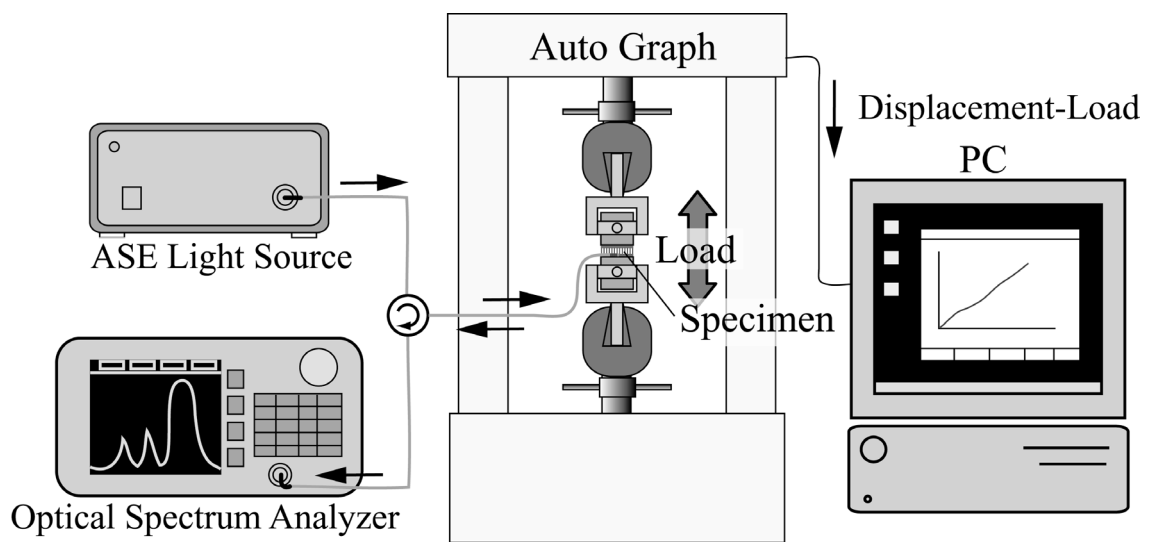 Auto Graph
Displacement-Load
PC
ASE Light Source
Load
Specimen
Optical Spectrum Analyzer